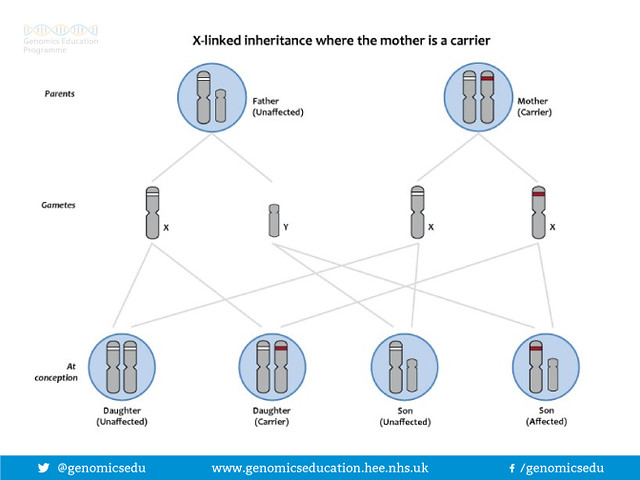 Genomics Education
Programme
X-linked inheritance where the mother is a carrier
Parents
Father
(Unaffected)
Mother
(Carrier)
Gametes
X
Y
X
X
At
conception
Daughter
(Unaffected)
Daughter
(Carrier)
Son
(Unaffected)
Son
(Affected)
@genomicsedu
www.genomicseducation.hee.nhs.uk
/genomicsedu